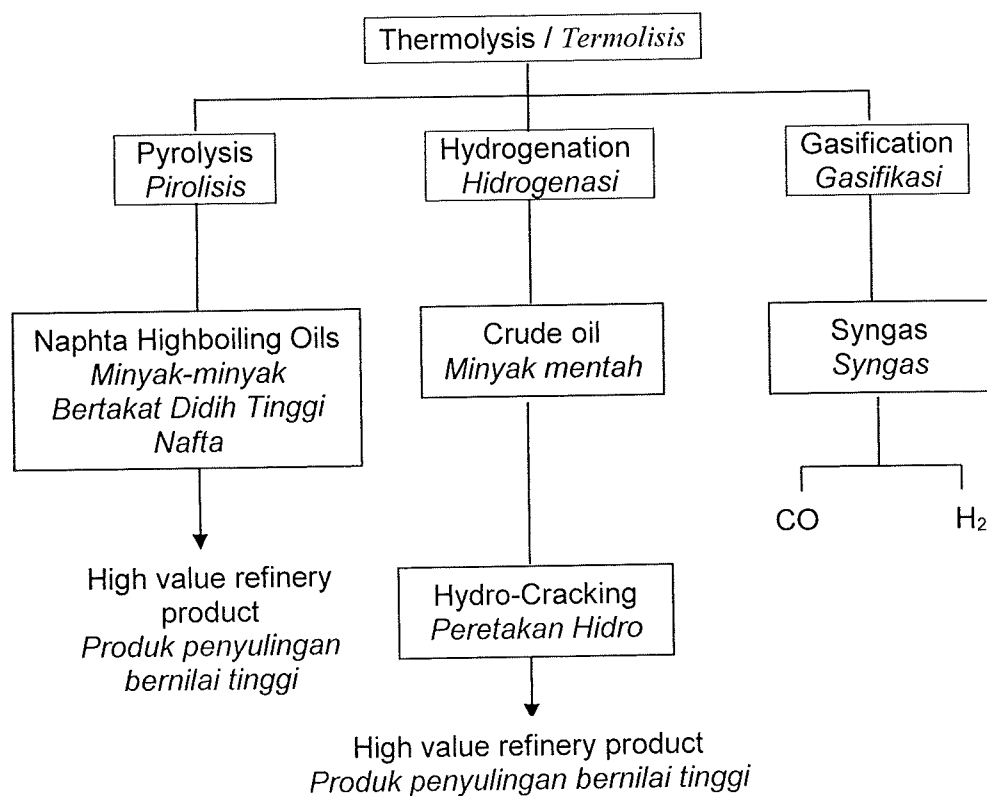 Thermolysis / Termolisis
Pyrolysis
Pirolisis
Hydrogenation
Hidrogenasi
Gasification
Gasifikasi
Naphta Highboiling Oils
Minyak-minyak
Bertakat Didih Tinggi
Nafta
Crude oil
Minyak mentah
Syngas
Syngas
CO
H₂
High value refinery
product
Produk penyulingan
bernilai tinggi
Hydro-Cracking
Peretakan Hidro
High value refinery product
Produk penyulingan bernilai tinggi